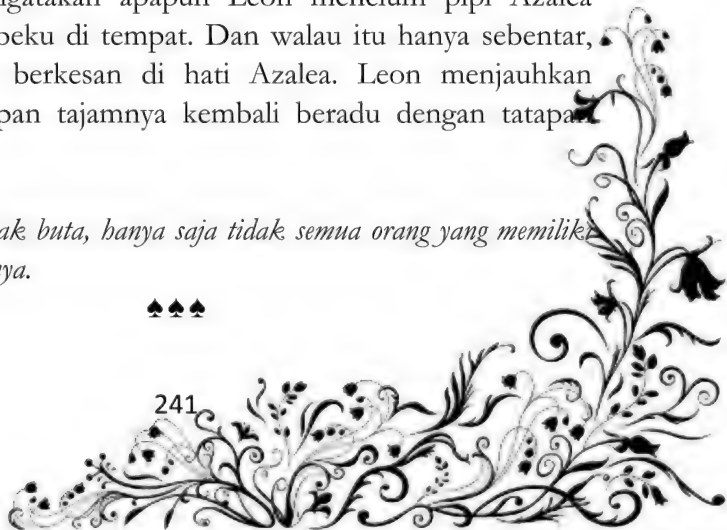 ngatakan apapun Leon mencium pipi Azalea
beku di tempat. Dan walau itu hanya sebentar,
berkesan di hati Azalea. Leon menjauhkan
pan tajamnya kembali beradu dengan tatapan
ak buta, hanya saja tidak semua orang yang memiliki
nya.
♠♠♠
241